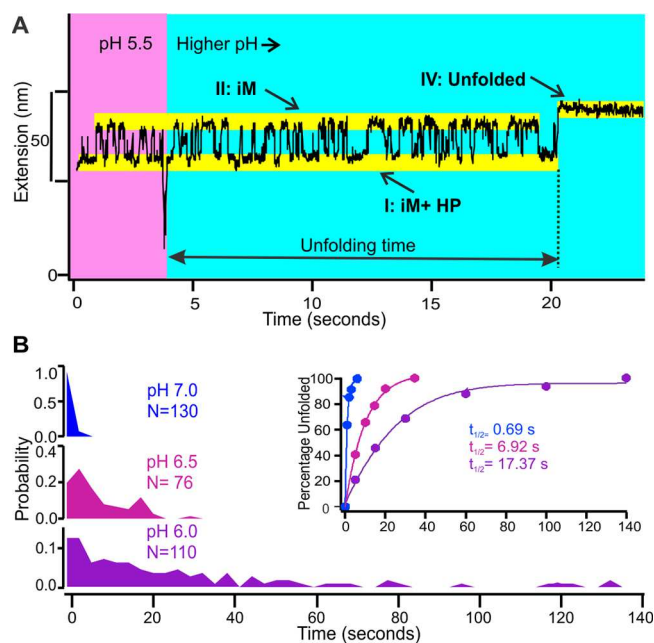 A
pH 5.5
Higher pH→
II: iM
IV: Unfolded
I: iM+ HP
Unfolding time
Extension (nm)
50
0
0 5 10 15 20
Time (seconds)
B
pH 7.0
N=130
pH 6.5
N= 76
pH 6.0
N=110
Probability
1.0
0.5
0.0
0.4
0.2
0.0
0.1
0.0
0 20 40 60 80 100 120 140
Time (seconds)
Percentage Unfolded
100
80
60
40
20
0
t1/2= 0.69 s
t1/2= 6.92 s
t1/2= 17.37 s
0 20 40 60 80 100 120 140